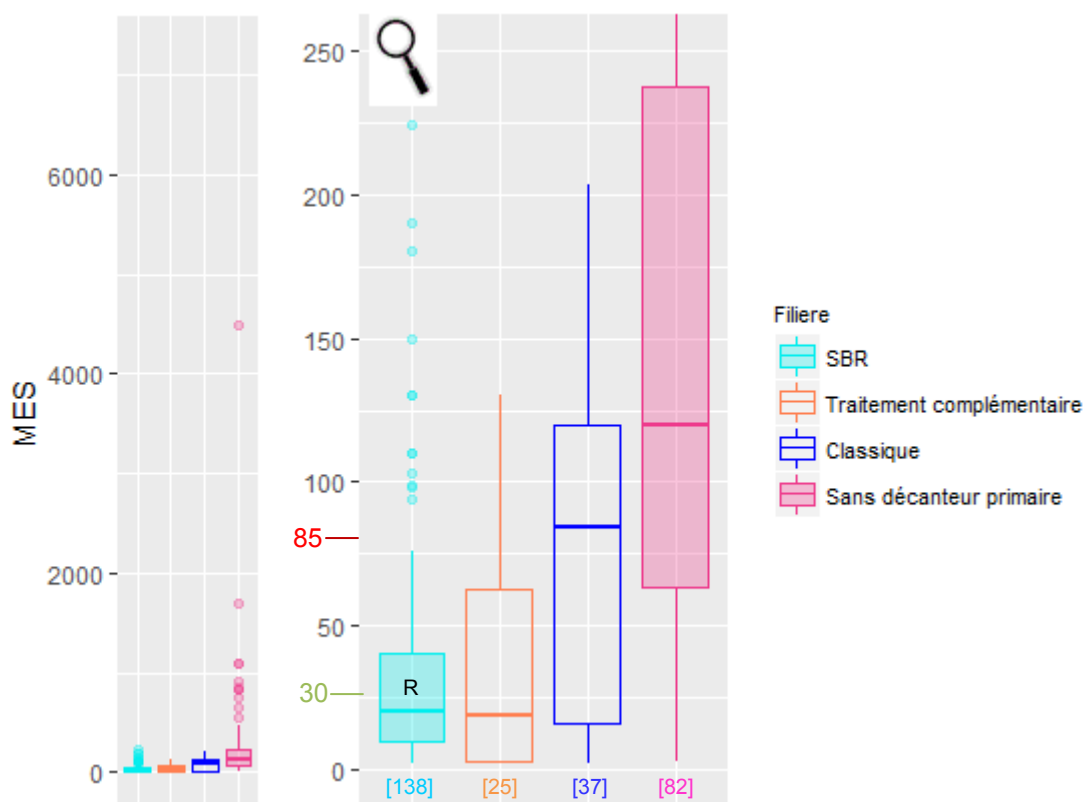 MES
6000
4000
2000
0
250
200
150
100
85
50
30
0
R
[138] [25] [37] [82]
Filiere
SBR
Traitement complémentaire
Classique
Sans décanteur primaire